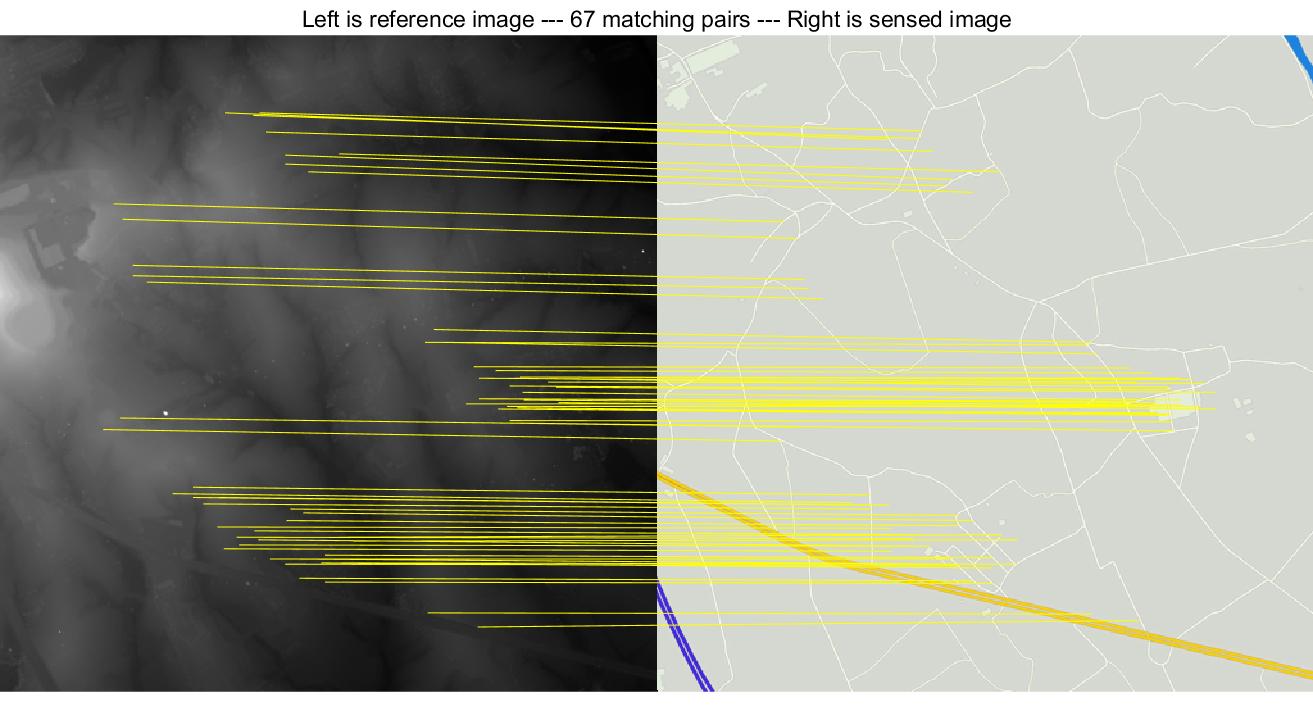 Left is reference image --- 67 matching pairs --- Right is sensed image